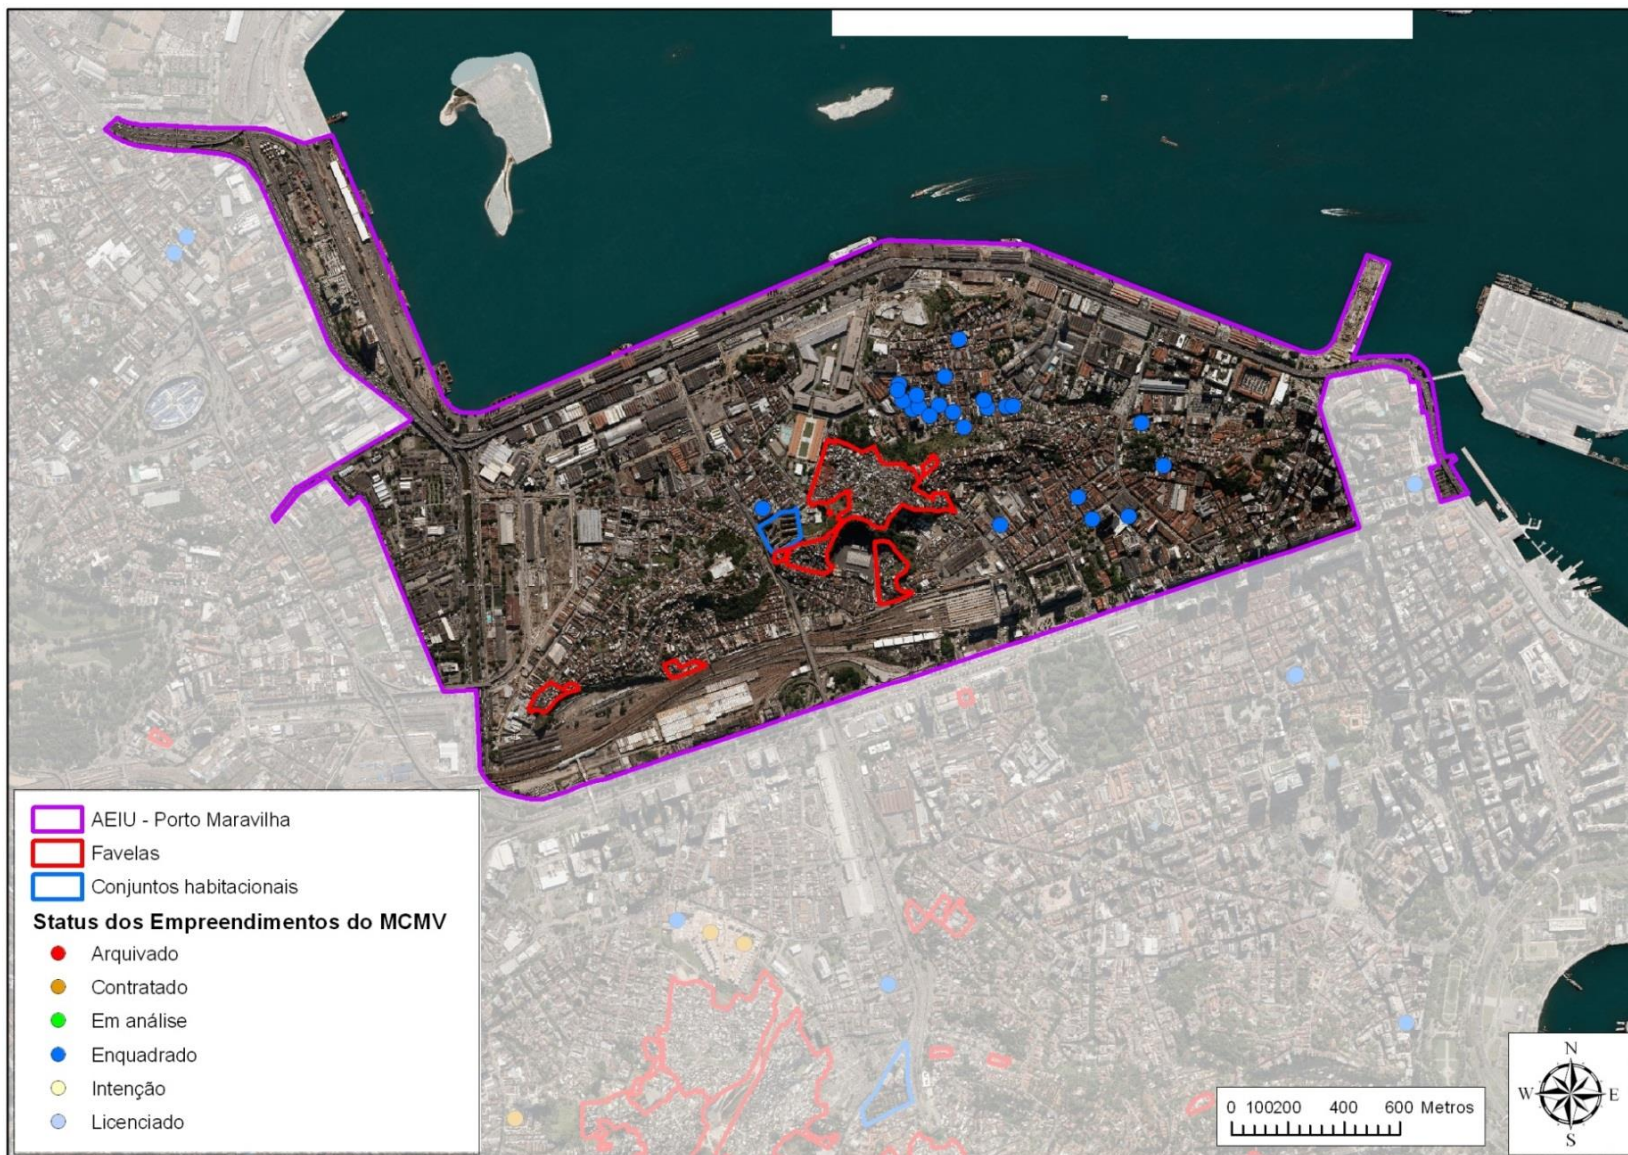 AEIU - Porto Maravilha
Favelas
Conjuntos habitacionais
Status dos Empreendimentos do MCMV
Arquivado
Contratado
Em análise
Enquadrado
Intenção
Licenciado
0 100200 400 600 Metros
N
W E
S